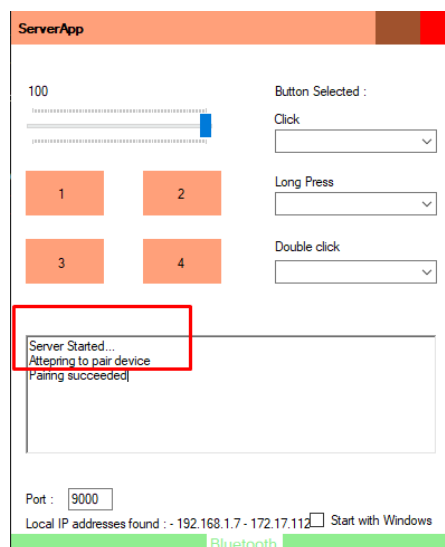 ServerApp
100
Button Selected :
Click
1
2
Long Press
3
4
Double click
Server Started...
Attepring to pair device
Pairing succeeded
Port :
9000
Local IP addresses found : - 192.168.1.7 - 172.17.112
Start with Windows
Bluetooth